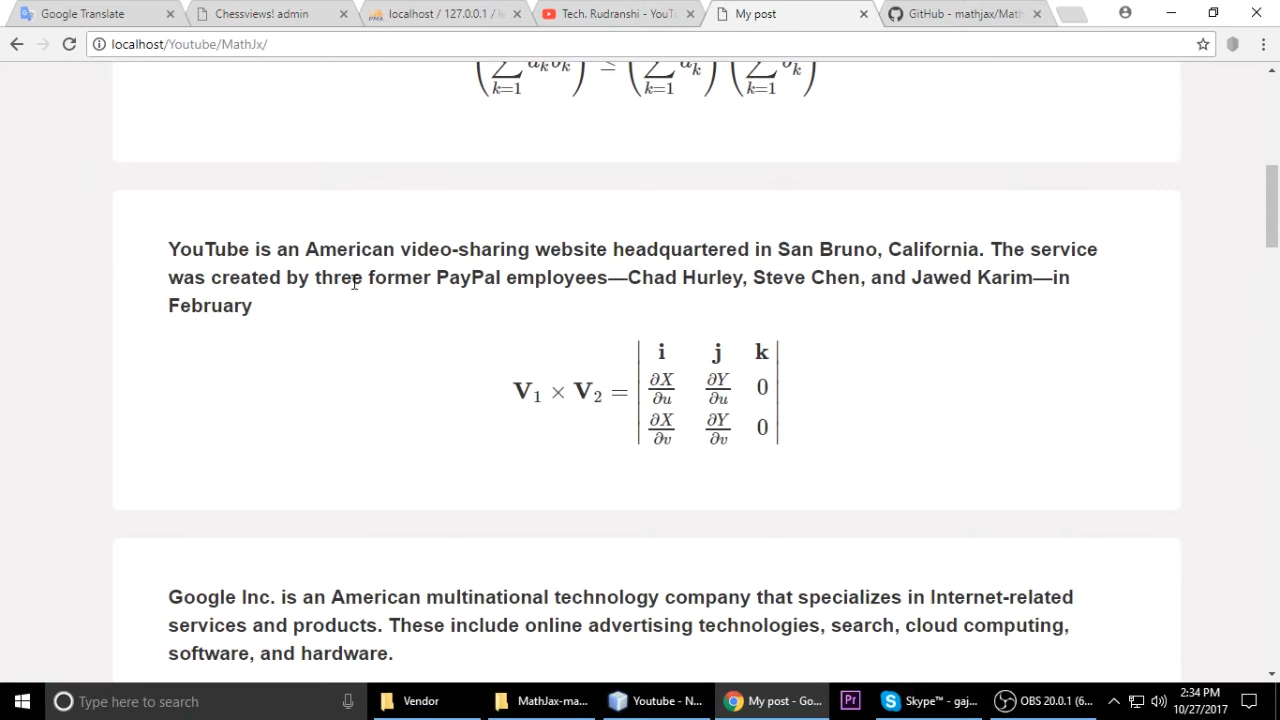 Google Translate
Chessviews! admin
localhost / 127.0.0.1 / 
Tech. Rudranshi - YouT
My post
GitHub - mathjax/Math
localhost/Youtube/MathJx/
k=1 ≤ k=1 k k=1 k
YouTube is an American video-sharing website headquartered in San Bruno, California. The service
was created by three former PayPal employees—Chad Hurley, Steve Chen, and Jawed Karim—in
February
i j k
∂X/∂u ∂Y/∂u 0
V₁ × V₂ =
∂X/∂v ∂Y/∂v 0
Google Inc. is an American multinational technology company that specializes in Internet-related
services and products. These include online advertising technologies, search, cloud computing,
software, and hardware.
Type here to search
Vendor
MathJax-ma...
Youtube - N...
My post - Go...
Pr
Skype™ - gaj...
OBS 20.0.1 (6...
2:34 PM
10/27/2017